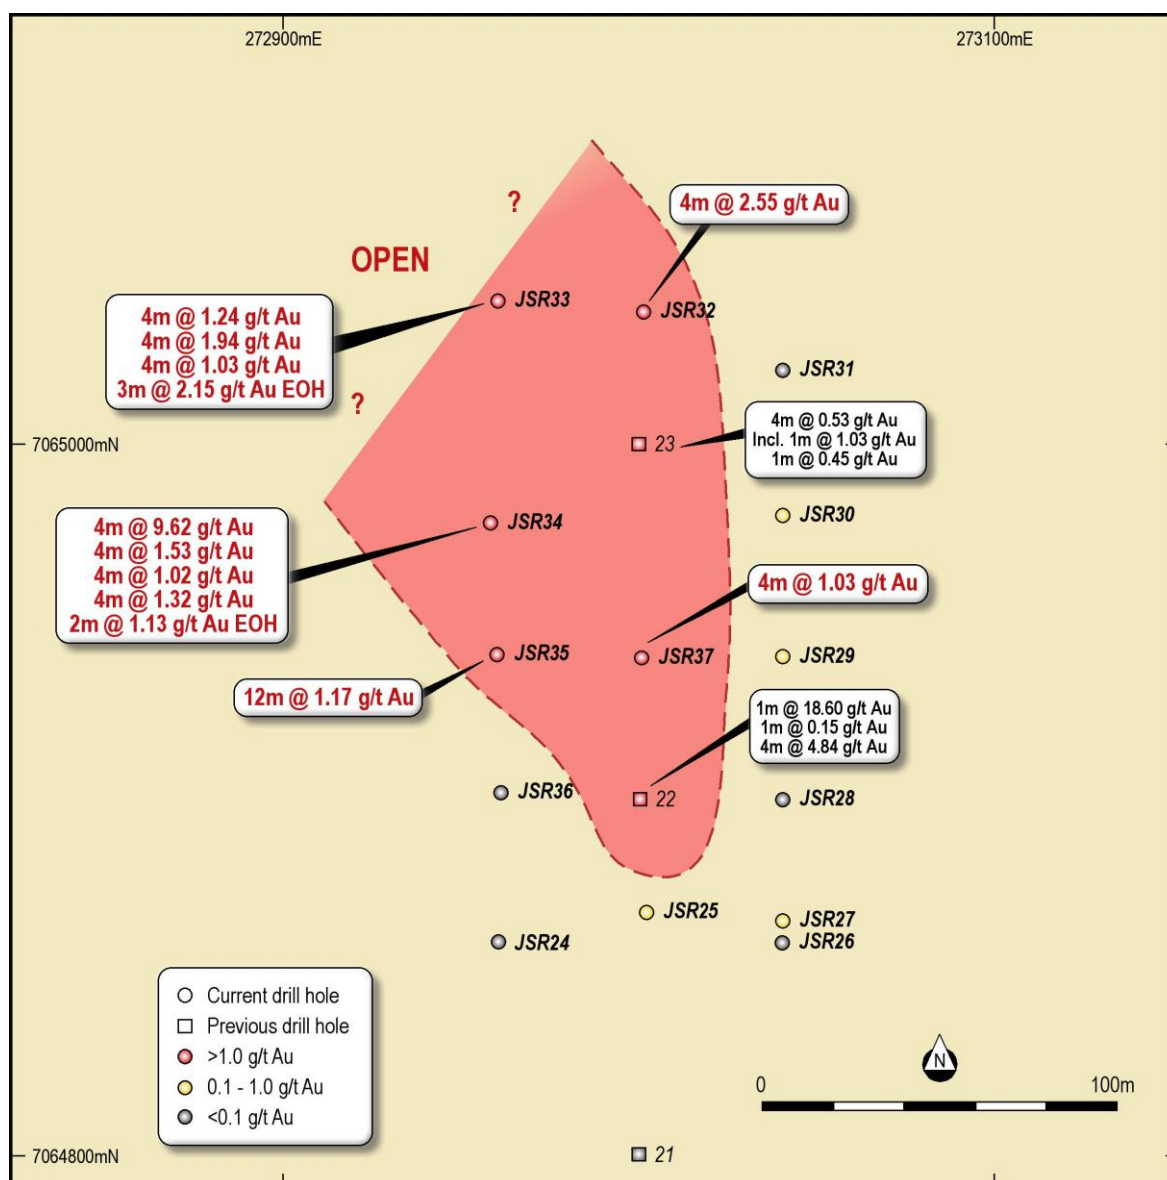 272900mE
273100mE
4m @ 2.55 g/t Au
?
OPEN
JSR33
JSR32
4m @ 1.24 g/t Au
4m @ 1.94 g/t Au
4m @ 1.03 g/t Au
3m @ 2.15 g/t Au EOH
JSR31
?
7065000mN
23
4m @ 0.53 g/t Au
Incl. 1m @ 1.03 g/t Au
1m @ 0.45 g/t Au
JSR34
JSR30
4m @ 9.62 g/t Au
4m @ 1.53 g/t Au
4m @ 1.02 g/t Au
4m @ 1.32 g/t Au
2m @ 1.13 g/t Au EOH
4m @ 1.03 g/t Au
JSR35
JSR37
JSR29
12m @ 1.17 g/t Au
1m @ 18.60 g/t Au
1m @ 0.15 g/t Au
4m @ 4.84 g/t Au
JSR36
22
JSR28
JSR25
JSR27
JSR24
JSR26
Current drill hole
Previous drill hole
>1.0 g/t Au
0.1 - 1.0 g/t Au
<0.1 g/t Au
N
0
100m
7064800mN
21